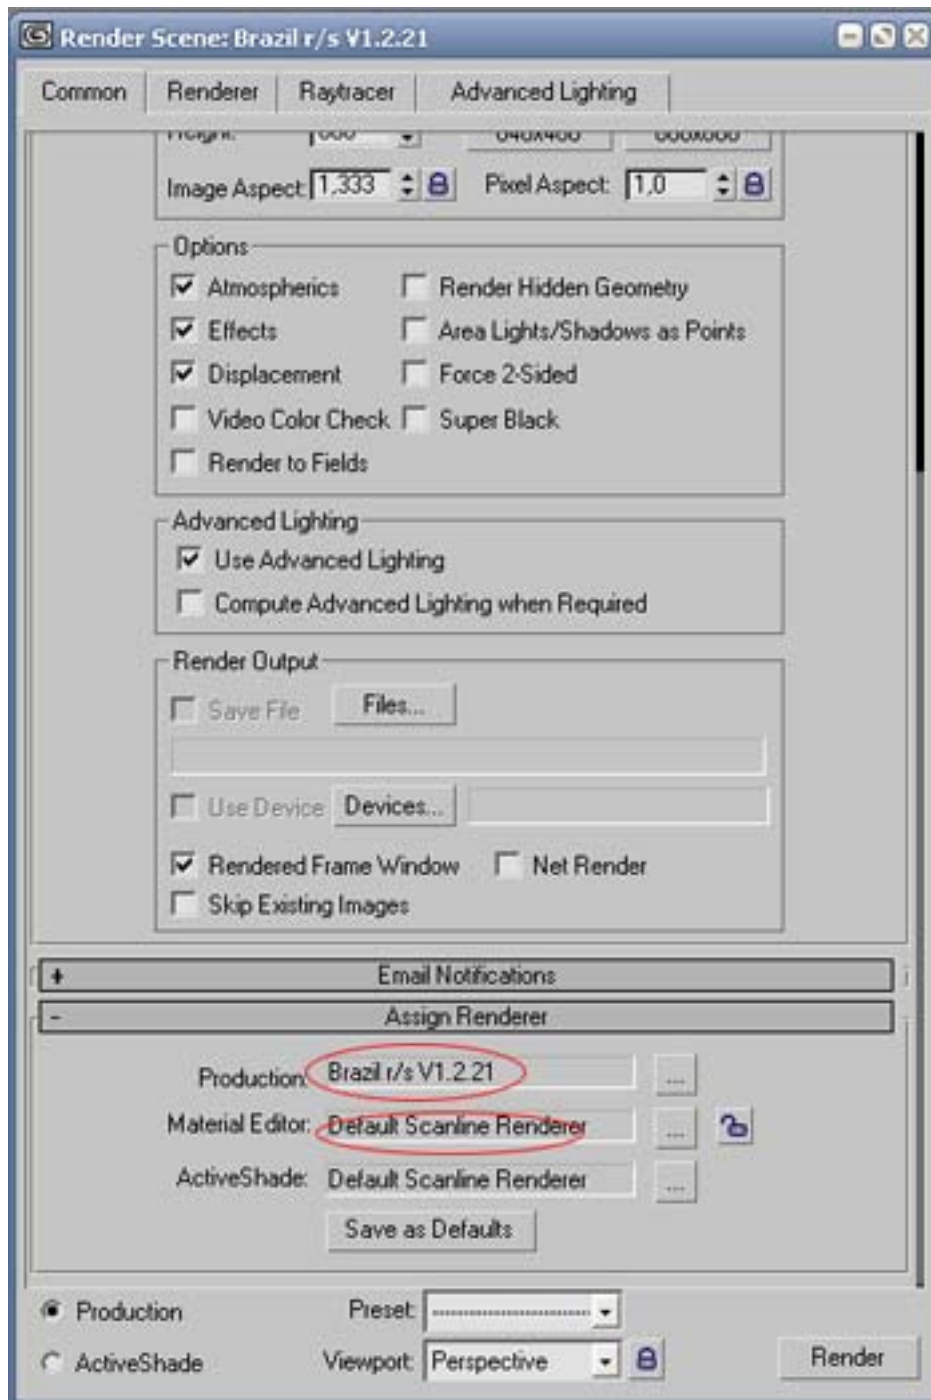 Render Scene: Brazil r/s V1.2.21
Common Renderer Raytracer Advanced Lighting
Height:
Image Aspect: 1,333 Pixel Aspect: 1,0
Options
Atmospherics Render Hidden Geometry
Effects Area Lights/Shadows as Points
Displacement Force 2-Sided
Video Color Check Super Black
Render to Fields
Advanced Lighting
Use Advanced Lighting
Compute Advanced Lighting when Required
Render Output
Save File Files...
Use Device Devices...
Rendered Frame Window Net Render
Skip Existing Images
+ Email Notifications
- Assign Renderer
Production: Brazil r/s V1.2.21 ...
Material Editor: Default Scanline Renderer ...
ActiveShade: Default Scanline Renderer ...
Save as Defaults
Production Preset: --------------------------
ActiveShade Viewport: Perspective Render